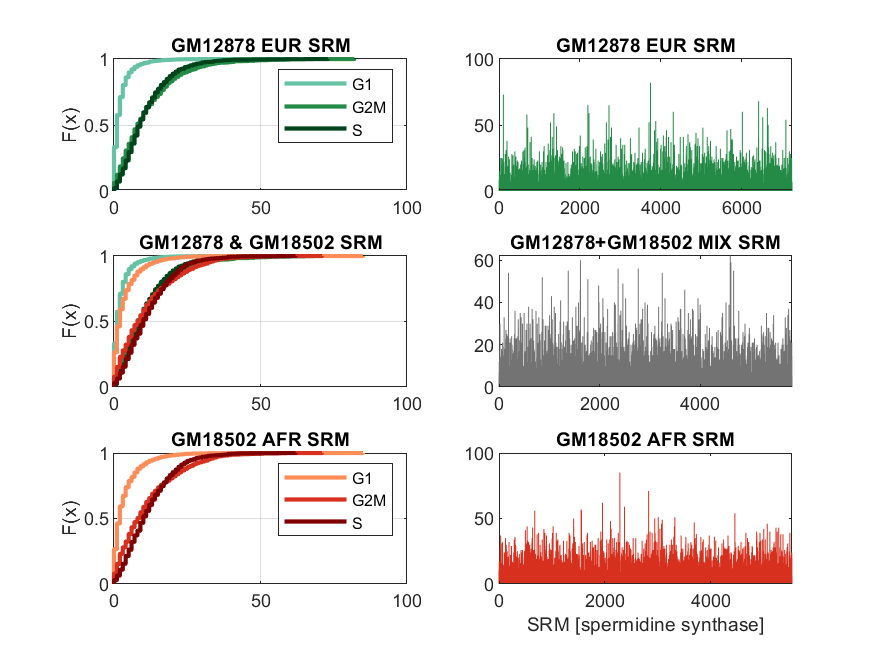 GM12878 EUR SRM
F(x)
1
0.5
0
0
50
100
G1
G2M
S
GM12878 EUR SRM
100
50
0
0
2000
4000
6000
GM12878 & GM18502 SRM
F(x)
1
0.5
0
0
50
100
GM12878+GM18502 MIX SRM
60
40
20
0
0
2000
4000
GM18502 AFR SRM
F(x)
1
0.5
0
0
50
100
G1
G2M
S
GM18502 AFR SRM
100
50
0
0
2000
4000
SRM [spermidine synthase]